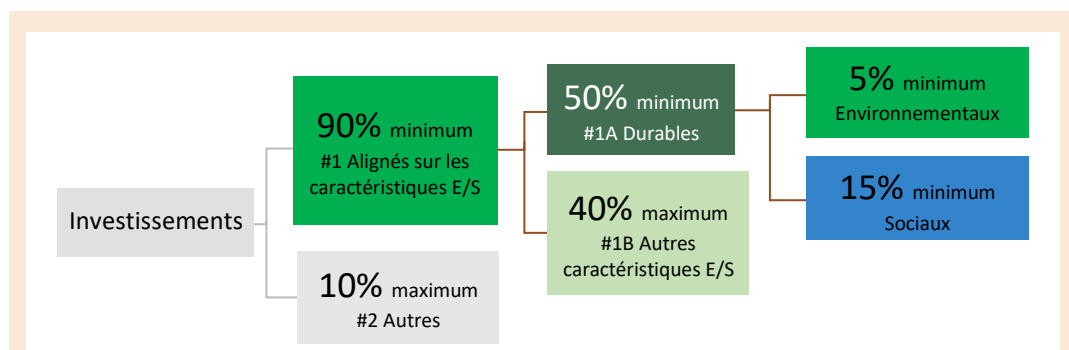 Investissements
90% minimum
#1 Alignés sur les
caractéristiques E/S
10% maximum
#2 Autres
50% minimum
#1A Durables
40% maximum
#1B Autres
caractéristiques E/S
5% minimum
Environnementaux
15% minimum
Sociaux